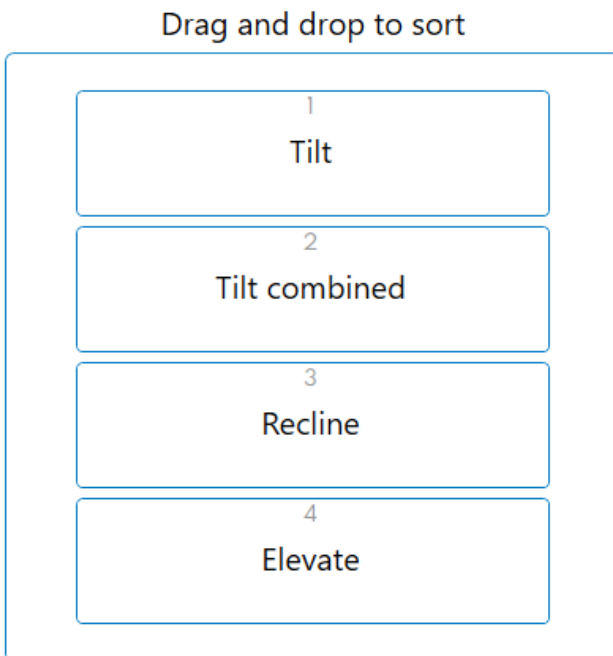 Drag and drop to sort
1
Tilt
2
Tilt combined
3
Recline
4
Elevate